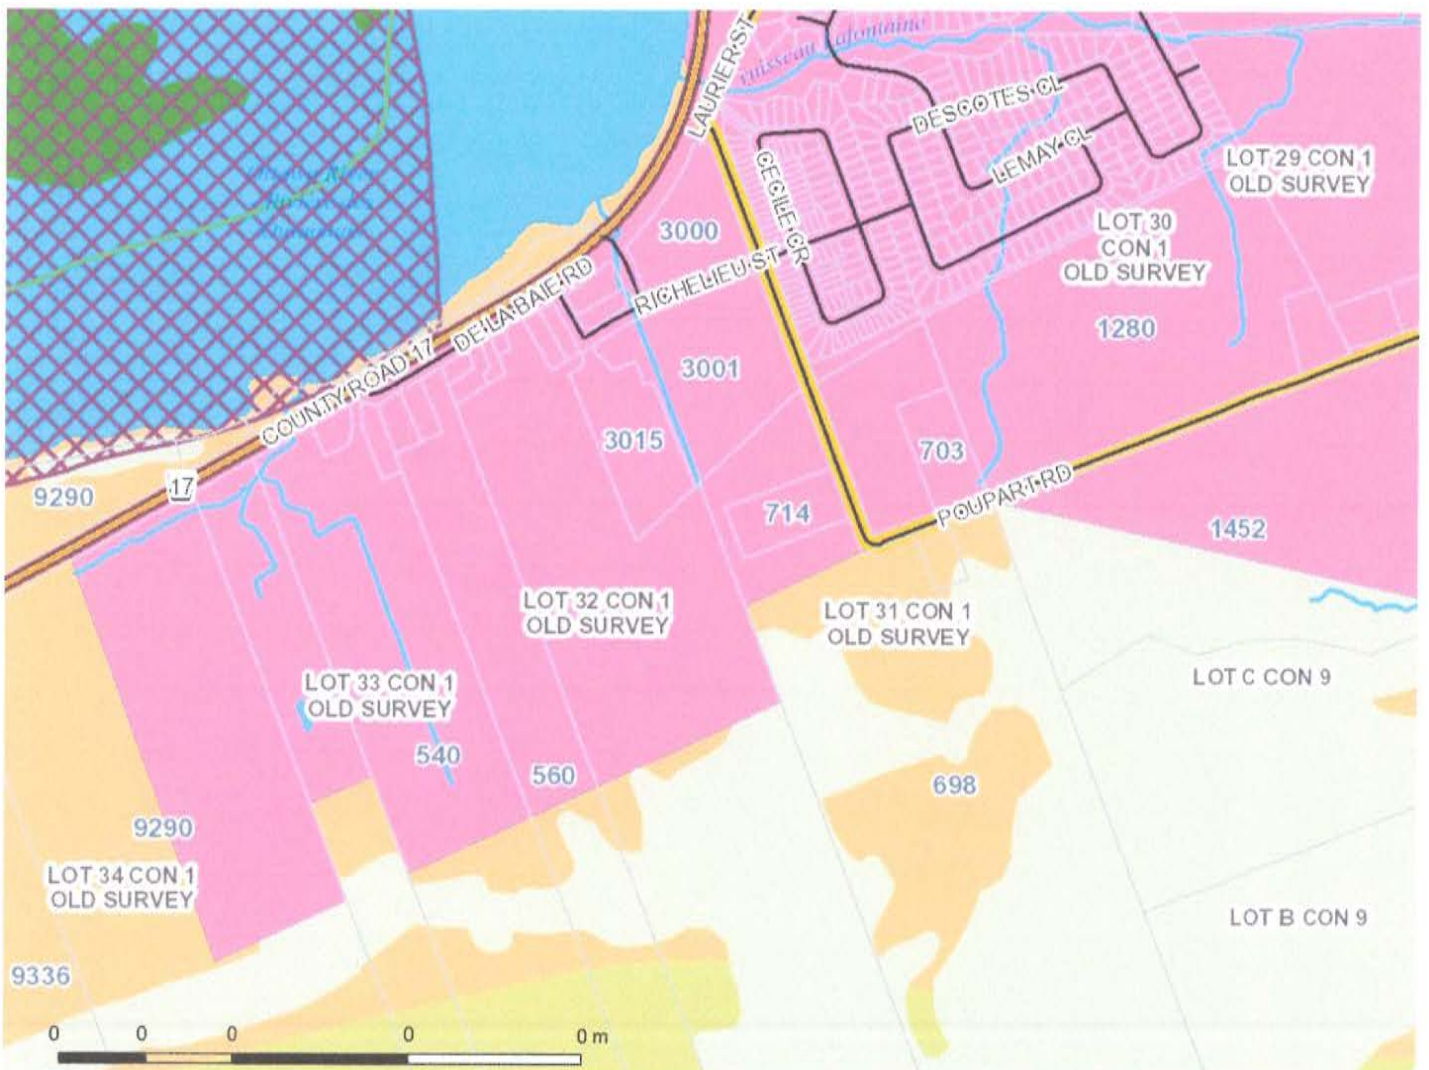 LAURIER ST
Lafontaine
DESCOTES CL
LEMAY CL
CECILE CR
LOT 29 CON 1
OLD SURVEY
LOT 30
CON 1
OLD SURVEY
3000
RICHELIEU ST
DE LA BAIE RD
1280
COUNTY ROAD 17
3001
3015
703
9290
17
714
POUPART RD
1452
LOT 32 CON 1
OLD SURVEY
LOT 31 CON 1
OLD SURVEY
LOT 33 CON 1
OLD SURVEY
LOT C CON 9
540
560
698
9290
LOT 34 CON 1
OLD SURVEY
LOT B CON 9
9336
0 0 0 0 0 m